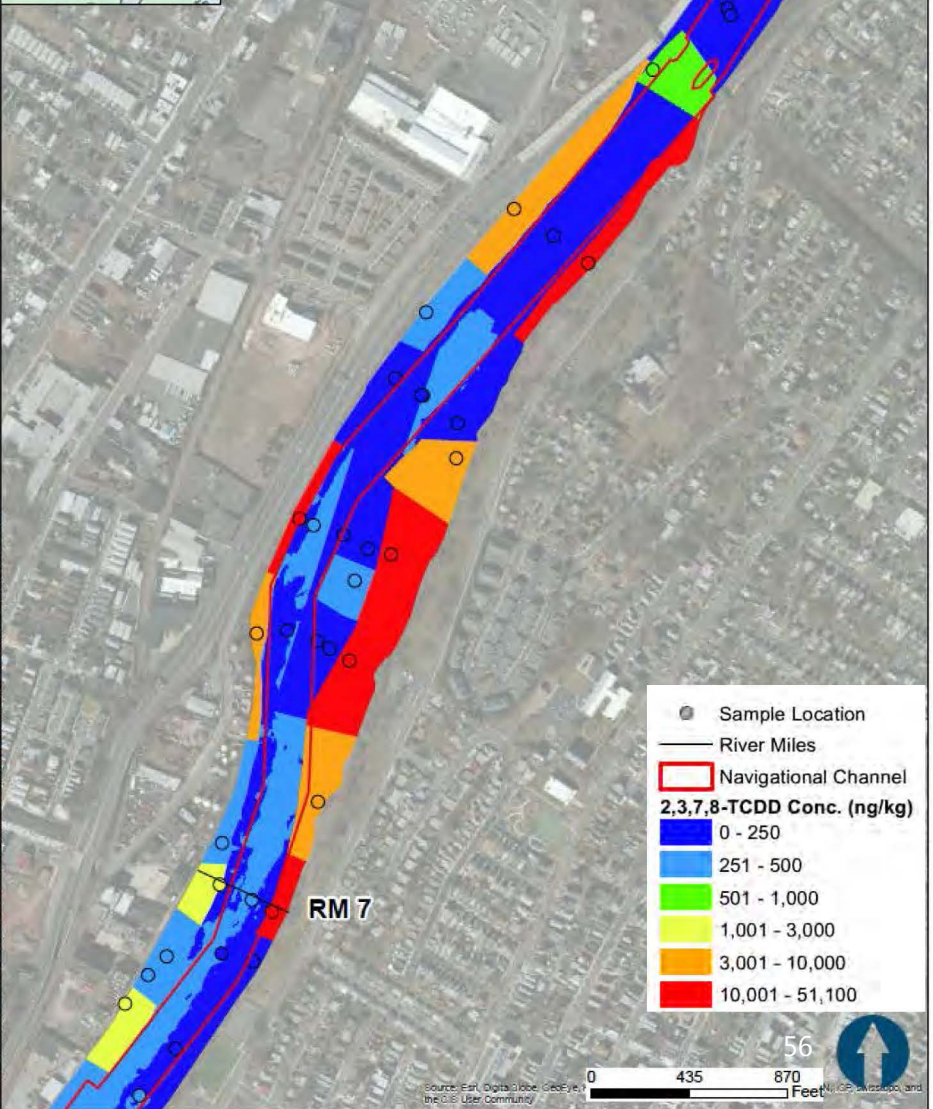 RM 7
Sample Location
River Miles
Navigational Channel
2,3,7,8-TCDD Conc. (ng/kg)
0 - 250
251 - 500
501 - 1,000
1,001 - 3,000
3,001 - 10,000
10,001 - 51,100
56
0 435 870
Feet
Source: Esri, DigitalGlobe, GeoEye, swisstopo, and
the GIS User Community